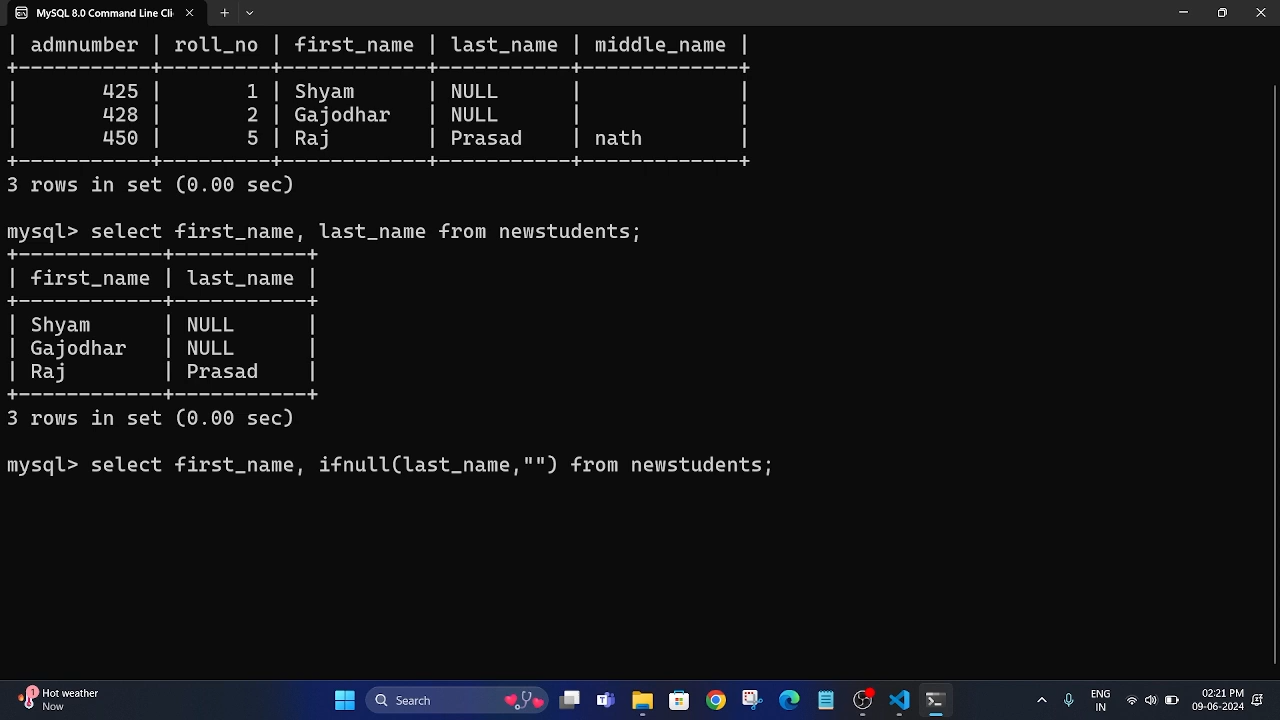 MySQL 8.0 Command Line Cli
| admnumber | roll_no | first_name | last_name | middle_name |
+-----------+---------+------------+-----------+-------------+
|       425 |       1 | Shyam      | NULL      |             |
|       428 |       2 | Gajodhar   | NULL      |             |
|       450 |       5 | Raj        | Prasad    | nath        |
+-----------+---------+------------+-----------+-------------+
3 rows in set (0.00 sec)
mysql> select first_name, last_name from newstudents;
+------------+-----------+
| first_name | last_name |
+------------+-----------+
| Shyam      | NULL      |
| Gajodhar   | NULL      |
| Raj        | Prasad    |
+------------+-----------+
3 rows in set (0.00 sec)
mysql> select first_name, ifnull(last_name,"") from newstudents;
1 Hot weather
Now
Search
ENG
IN
02:21 PM
09-06-2024